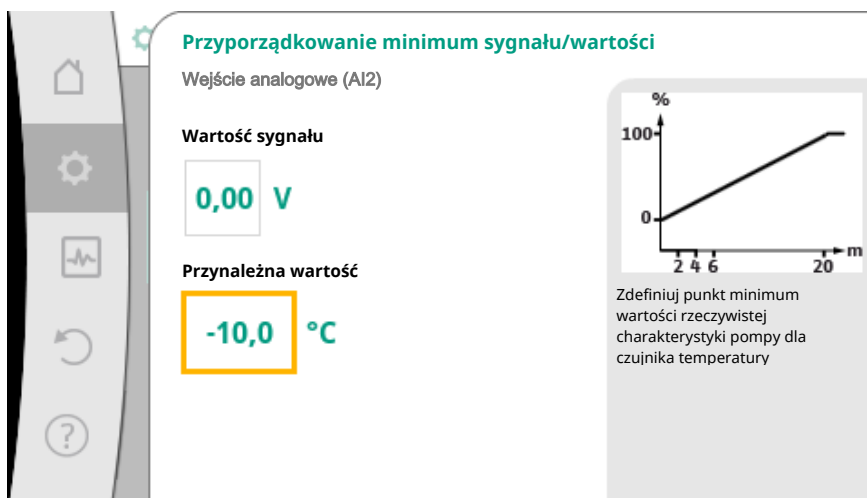 Przyporządkowanie minimum sygnału/wartości
Wejście analogowe (AI2)
Wartość sygnału
0,00 V
Przynależna wartość
-10,0 °C
%
100
0
2 4 6 20 m
Zdefiniuj punkt minimum
wartości rzeczywistej
charakterystyki pompy dla
czujnika temperatury
?